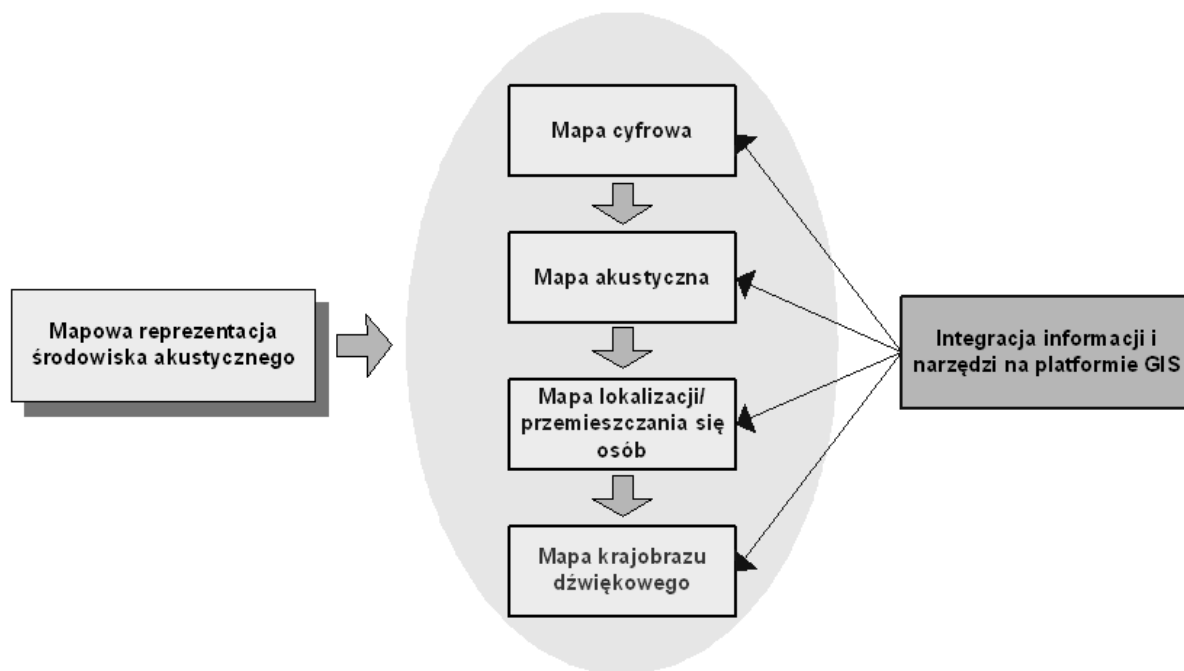 Mapa cyfrowa
Mapa akustyczna
Mapowa reprezentacja
środowiska akustycznego
Integracja informacji i
narzędzi na platformie GIS
Mapa lokalizacji/
przemieszczania się
osób
Mapa krajobrazu
dźwiękowego